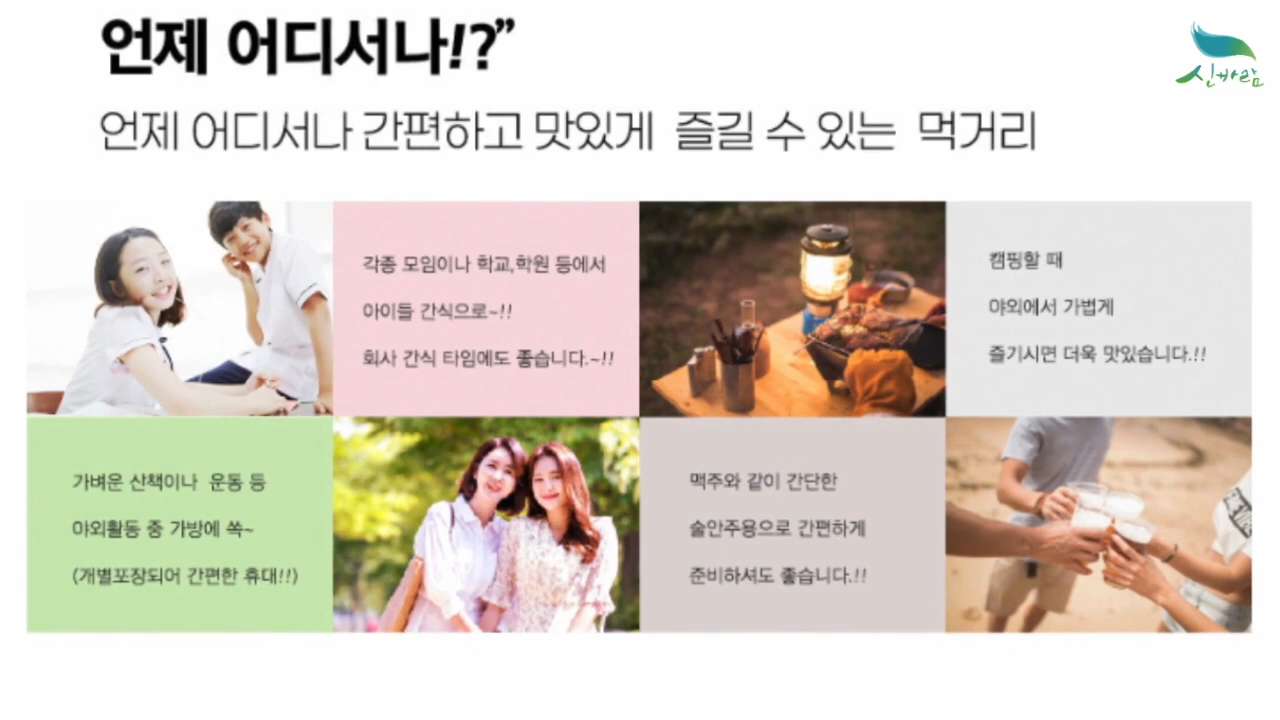 언제 어디서나!?”
신바람
언제 어디서나 간편하고 맛있게 즐길 수 있는 먹거리
각종 모임이나 학교,학원 등에서
아이들 간식으로~!!
회사 간식 타임에도 좋습니다.~!!
캠핑할 때
야외에서 가볍게
즐기시면 더욱 맛있습니다.!!
가벼운 산책이나 운동 등
야외활동 중 가방에 쏙~
(개별포장되어 간편한 휴대!!)
맥주와 같이 간단한
술안주용으로 간편하게
준비하셔도 좋습니다.!!